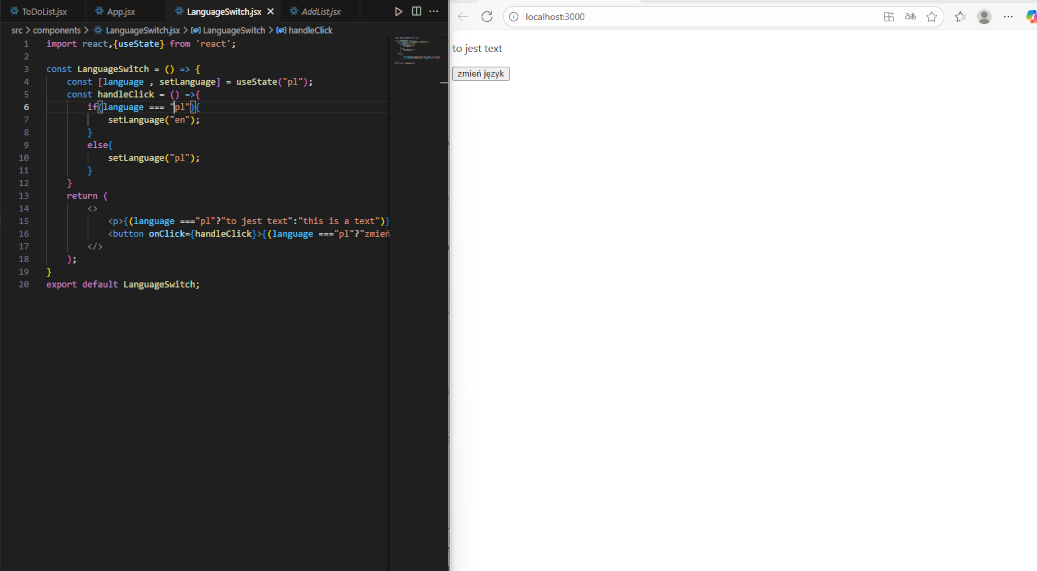 ToDoList.jsx App.jsx LanguageSwitch.jsx AddList.jsx
src > components > LanguageSwitch.jsx > LanguageSwitch > handleClick
1 import react,{useState} from 'react';
2
3 const LanguageSwitch = () => {
4 const [language , setLanguage] = useState("pl");
5 const handleClick = () =>{
6 if(language === "pl"){
7 setLanguage("en");
8 }
9 else{
10 setLanguage("pl");
11 }
12 }
13 return (
14 <>
15 <p>{(language ==="pl"?"to jest text":"this is a text")}
16 <button onClick={handleClick}>{(language ==="pl"?"zmień
17 </>
18 );
19 }
20 export default LanguageSwitch;
localhost:3000
to jest text
zmień język